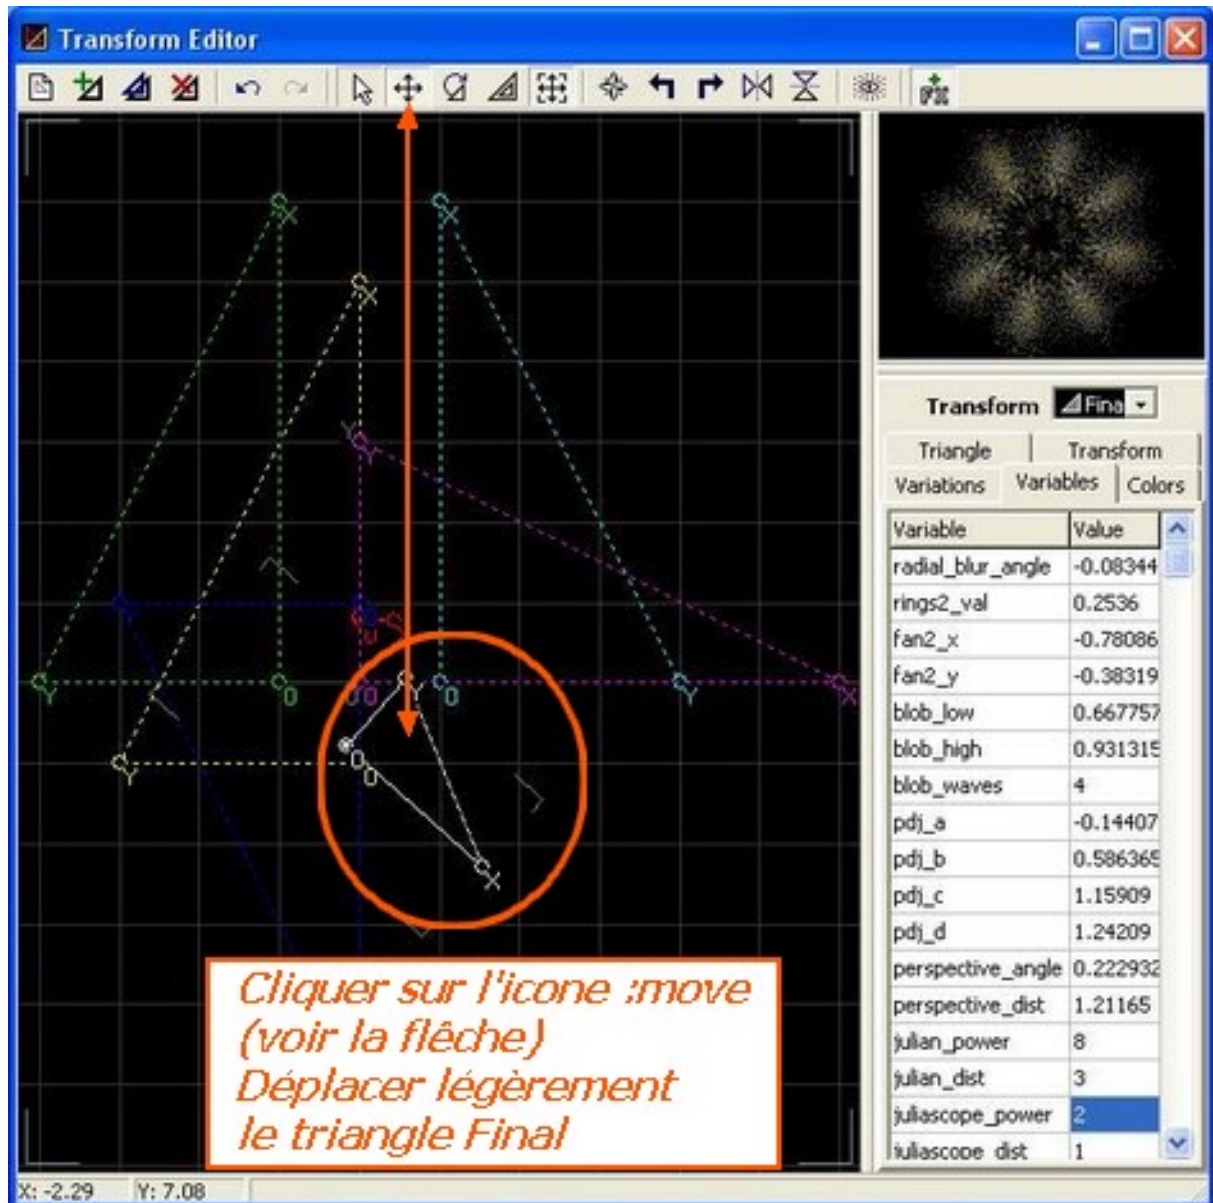 Transform Editor
Transform Fina
Triangle Transform
Variations Variables Colors
Variable Value
radial_blur_angle -0.08344
rings2_val 0.2536
fan2_x -0.78086
fan2_y -0.38319
blob_low 0.667757
blob_high 0.931315
blob_waves 4
pdj_a -0.14407
pdj_b 0.586365
pdj_c 1.15909
pdj_d 1.24209
perspective_angle 0.222932
perspective_dist 1.21165
julian_power 8
julian_dist 3
juliascope_power 2
juliascope_dist 1
X
X
X
Y
Y
Y O O O Y X
Y O O
X
Cliquer sur l'icone :move
(voir la flêche)
Déplacer légèrement
le triangle Final
X: -2.29 Y: 7.08